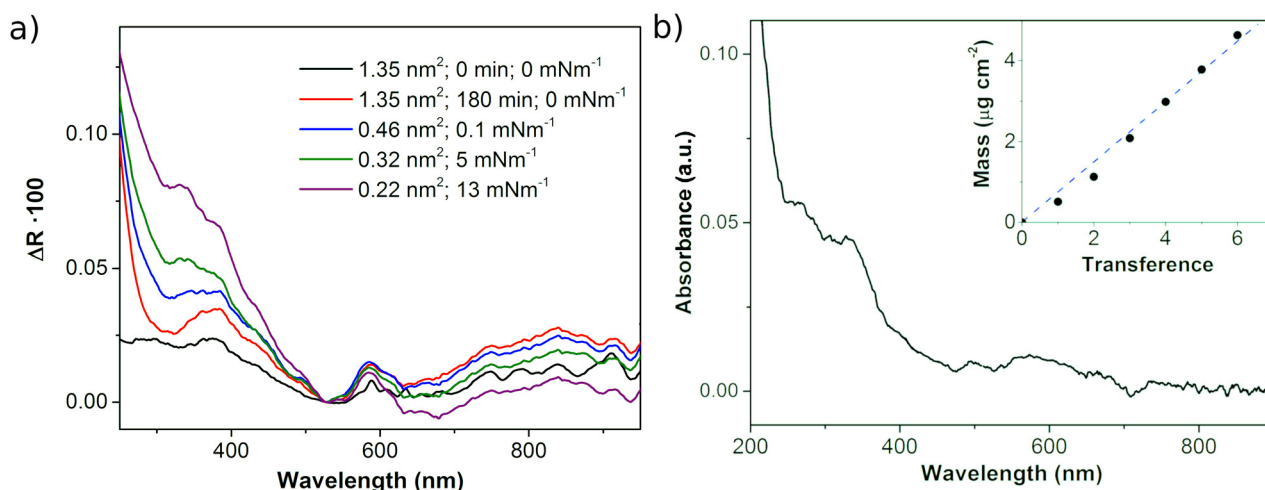 a)
1.35 nm²; 0 min; 0 mNm⁻¹
1.35 nm²; 180 min; 0 mNm⁻¹
0.46 nm²; 0.1 mNm⁻¹
0.32 nm²; 5 mNm⁻¹
0.22 nm²; 13 mNm⁻¹
ΔR ·100
0.10
0.05
0.00
400
600
800
Wavelength (nm)
b)
Absorbance (a.u.)
0.10
0.05
0.00
200
400
600
800
Wavelength (nm)
Mass (µg cm⁻²)
4
2
0
0
2
4
6
Transference